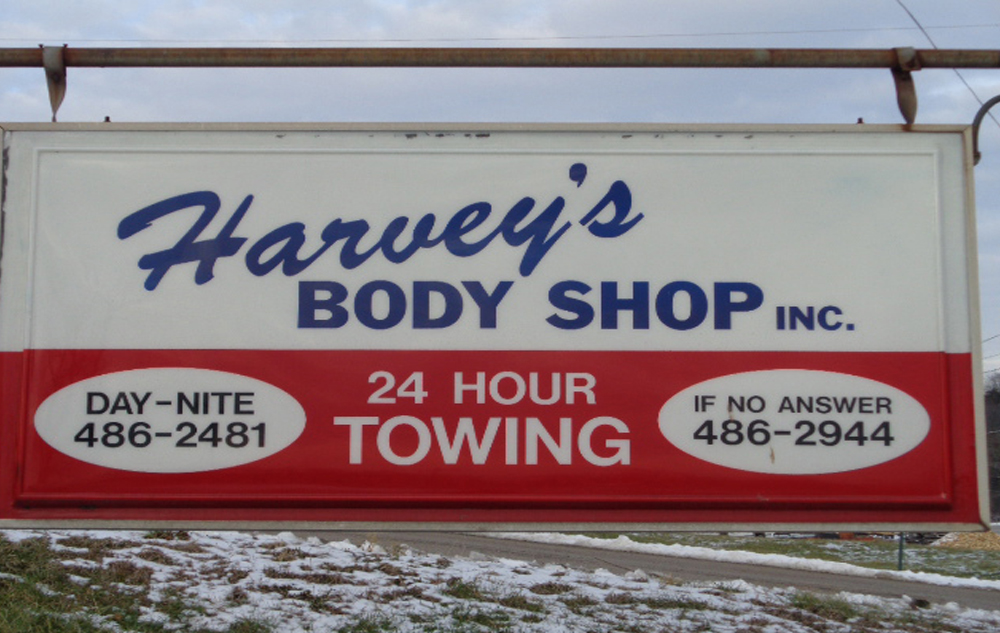 Harvey's
BODY SHOP INC.
DAY-NITE
486-2481
24 HOUR
TOWING
IF NO ANSWER
486-2944